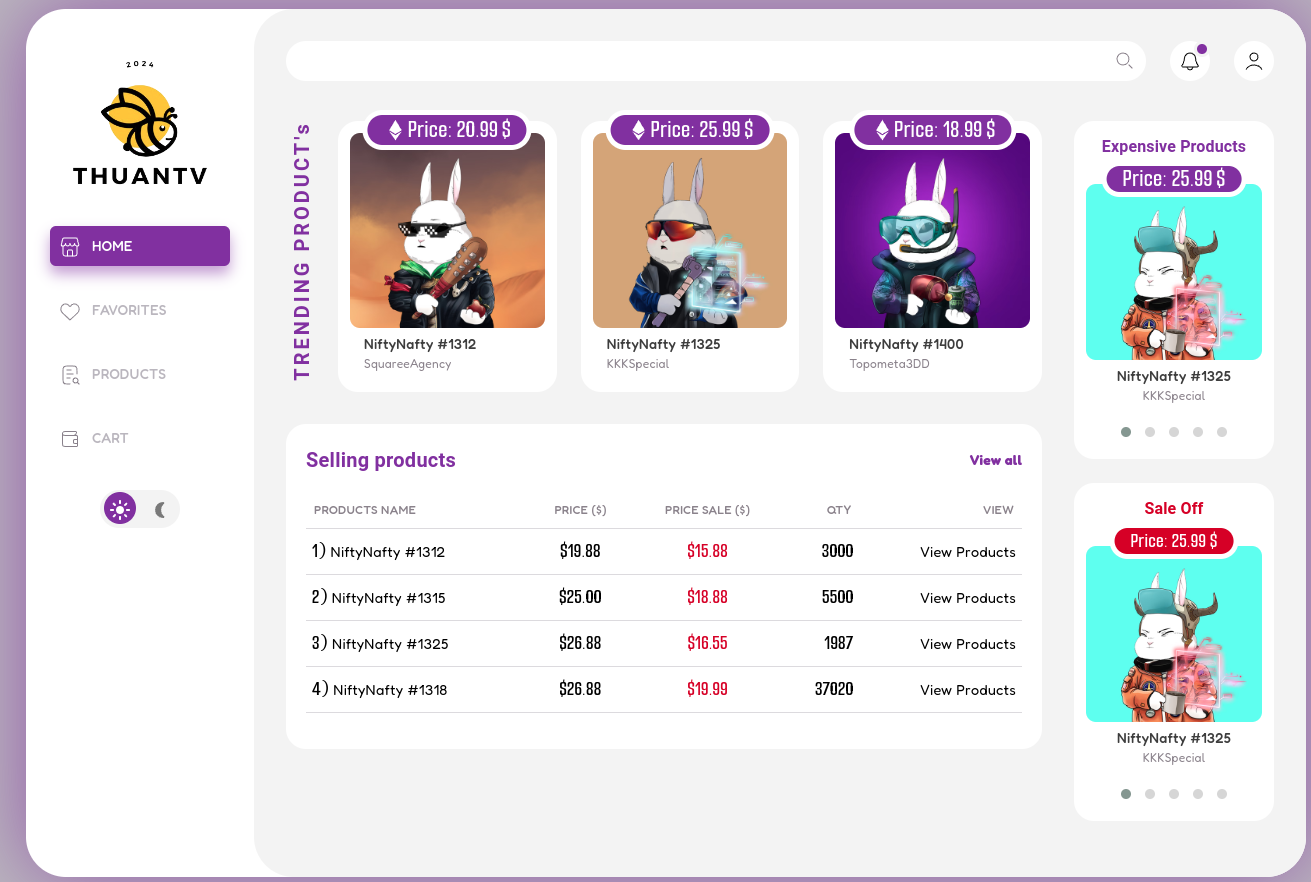 2024
THUANTV
HOME
FAVORITES
PRODUCTS
CART
TRENDING PRODUCT's
Price: 20.99 $
NiftyNafty #1312
SquareeAgency
Price: 25.99 $
NiftyNafty #1325
KKKSpecial
Price: 18.99 $
NiftyNafty #1400
Topometa3DD
Expensive Products
Price: 25.99 $
NiftyNafty #1325
KKKSpecial
Selling products
View all
PRODUCTS NAME PRICE ($) PRICE SALE ($) QTY VIEW
1) NiftyNafty #1312 $19.88 $15.88 3000 View Products
2) NiftyNafty #1315 $25.00 $18.88 5500 View Products
3) NiftyNafty #1325 $26.88 $16.55 1987 View Products
4) NiftyNafty #1318 $26.88 $19.99 37020 View Products
Sale Off
Price: 25.99 $
NiftyNafty #1325
KKKSpecial